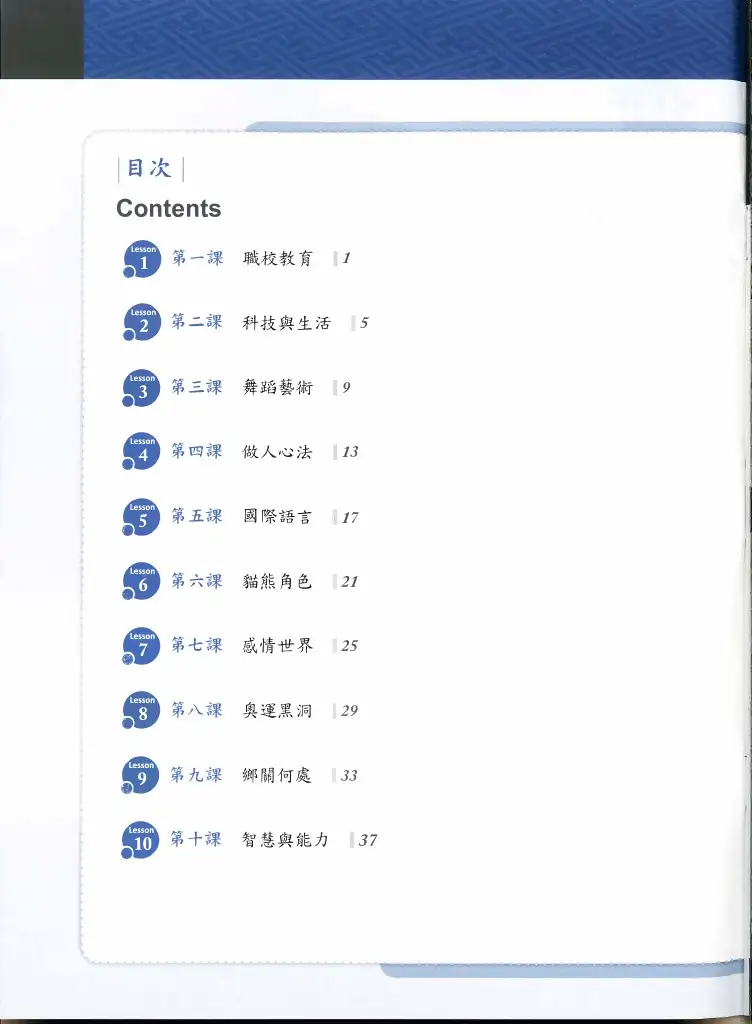 目次
Contents
Lesson 1 第一課 職校教育 1
Lesson 2 第二課 科技與生活 5
Lesson 3 第三課 舞蹈藝術 9
Lesson 4 第四課 做人心法 13
Lesson 5 第五課 國際語言 17
Lesson 6 第六課 貓熊角色 21
Lesson 7 第七課 感情世界 25
Lesson 8 第八課 奧運黑洞 29
Lesson 9 第九課 鄉關何處 33
Lesson 10 第十課 智慧與能力 37